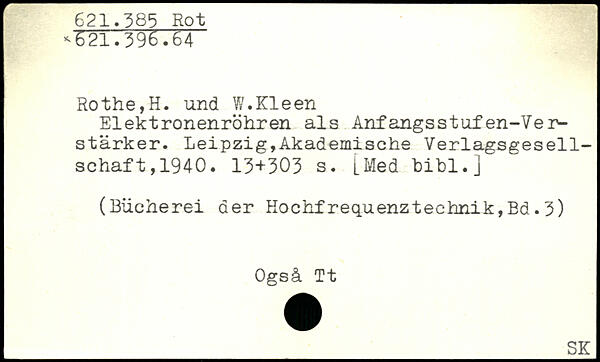 621.385 Rot
×621.396.64
Rothe,H. und W.Kleen
Elektronenröhren als Anfangsstufen-Ver-
stärker. Leipzig,Akademische Verlagsgesell-
schaft,1940. 13+303 s. [Med bibl.]
(Bücherei der Hochfrequenztechnik,Bd.3)
Også Tt
SK